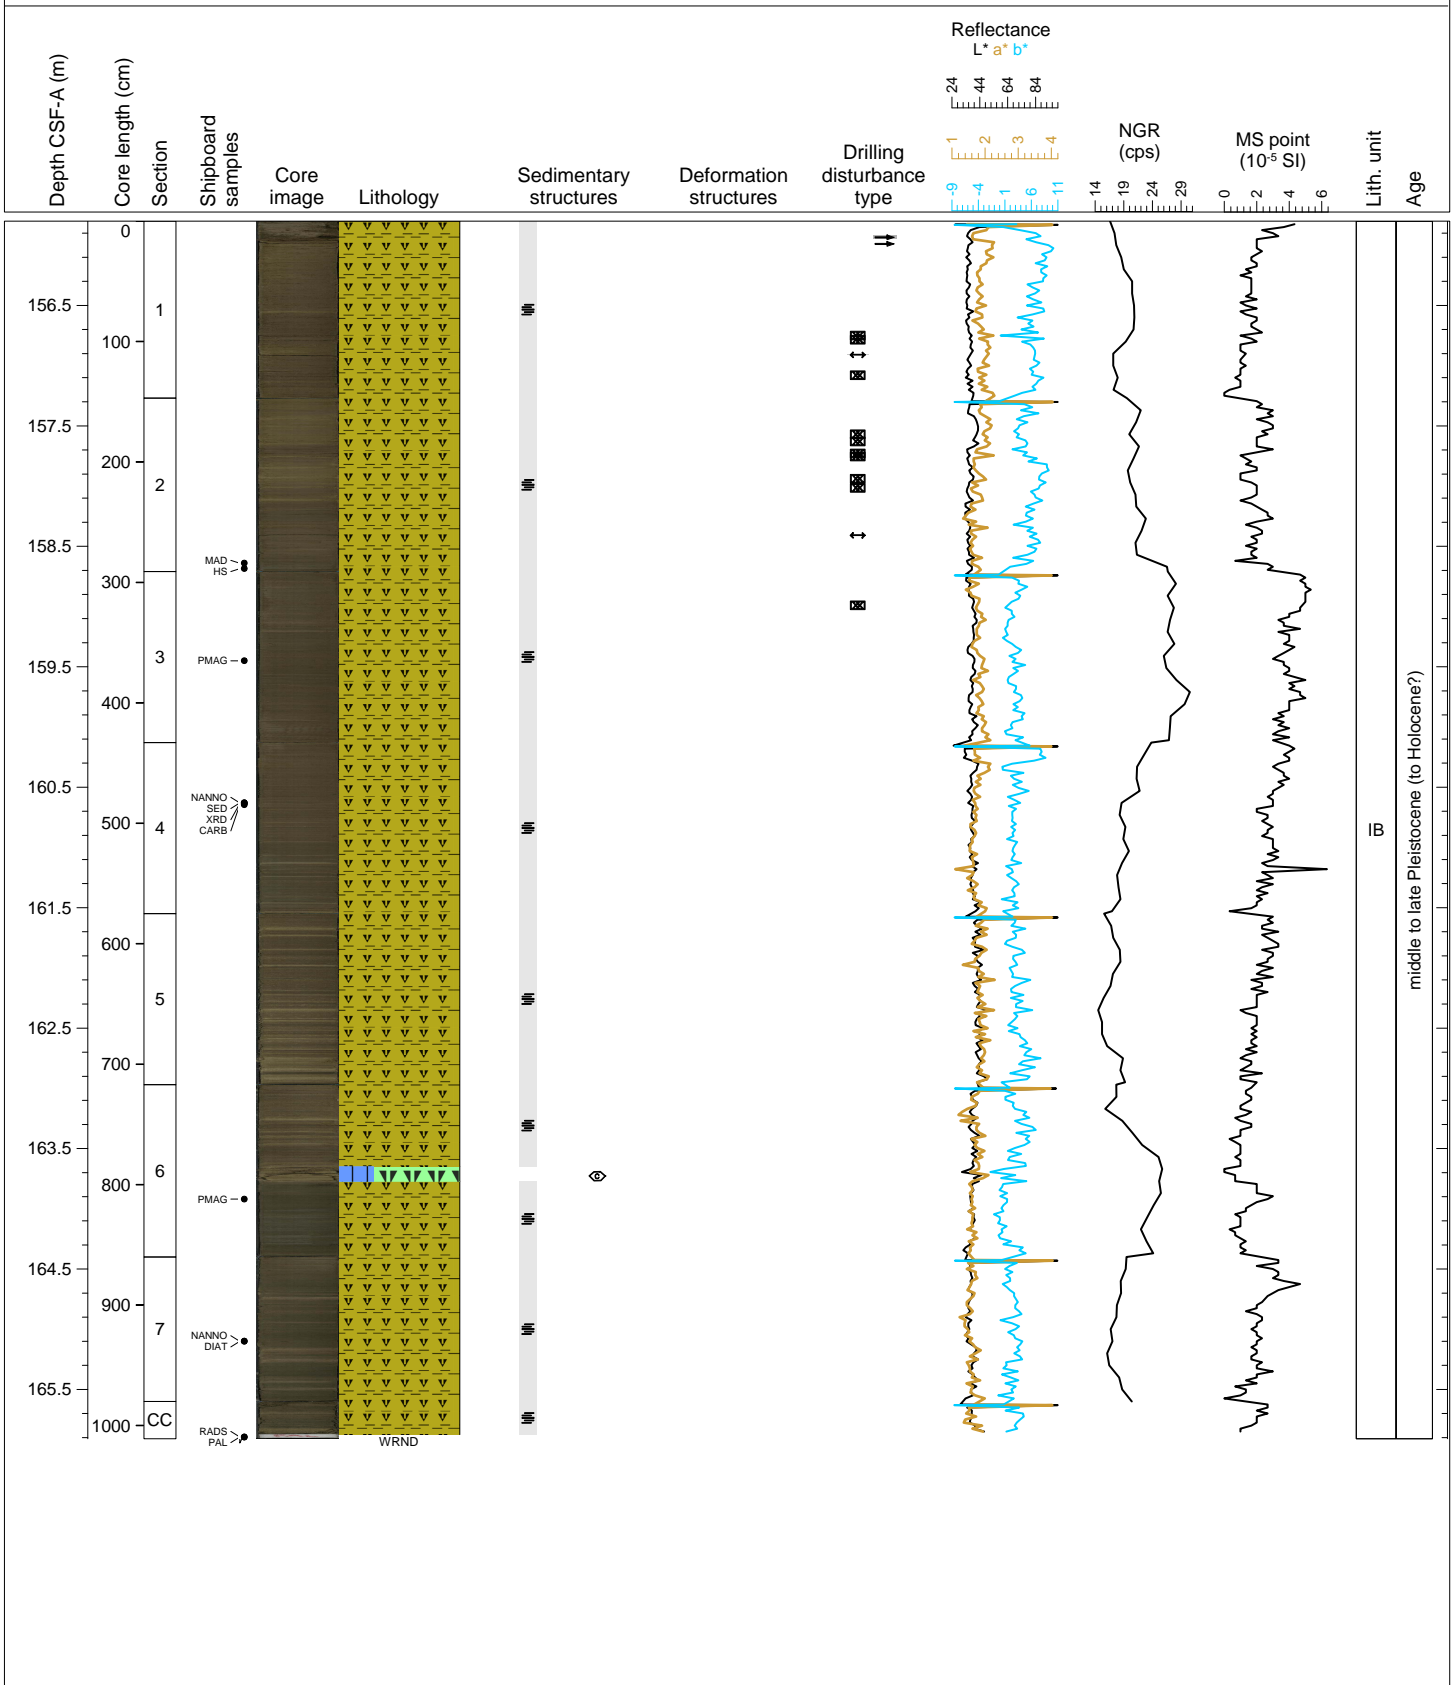 Depth CSF-A (m)
Core length (cm)
Section
Shipboard
samples
Core
image
Lithology
Sedimentary
structures
Deformation
structures
Drilling
disturbance
type
Reflectance
L* a* b*
24 44 64 84
1 2 3 4
-9 -4 1 6 11
NGR
(cps)
14 19 24 29
MS point
(10-5 SI)
0 2 4 6
Lith. unit
Age
0
156.5
1
100
157.5
200
2
158.5
MAD
HS
300
3
PMAG
159.5
400
160.5
NANNO
SED
XRD
CARB
500
4
IB
middle to late Pleistocene (to Holocene?)
161.5
600
5
162.5
700
163.5
6
800
PMAG
164.5
900
7
NANNO
DIAT
165.5
CC
1000
RADS
PAL
WRND